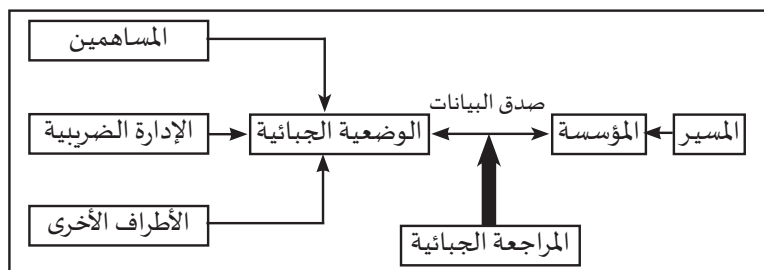 المساهمين
صدق البيانات
المسير
المؤسسة
الوضعية الجبائية
الإدارة الضريبية
الأطراف الأخرى
المراجعة الجبائية